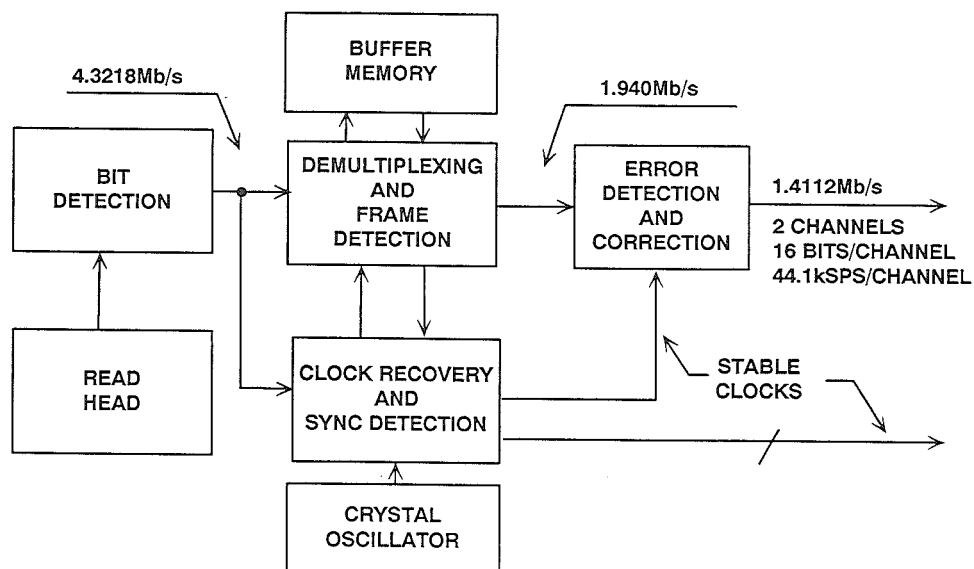 BUFFER
MEMORY
4.3218Mb/s
1.940Mb/s
BIT
DETECTION
DEMULTIPLEXING
AND
FRAME
DETECTION
ERROR
DETECTION
AND
CORRECTION
1.4112Mb/s
2 CHANNELS
16 BITS/CHANNEL
44.1kSPS/CHANNEL
READ
HEAD
CLOCK RECOVERY
AND
SYNC DETECTION
STABLE
CLOCKS
CRYSTAL
OSCILLATOR